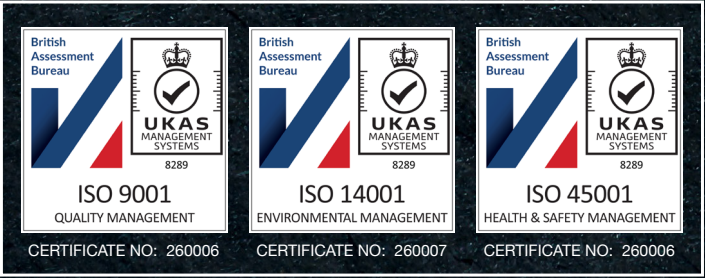 British
Assessment
Bureau
UKAS
MANAGEMENT
SYSTEMS
8289
ISO 9001
QUALITY MANAGEMENT
CERTIFICATE NO: 260006
British
Assessment
Bureau
UKAS
MANAGEMENT
SYSTEMS
8289
ISO 14001
ENVIRONMENTAL MANAGEMENT
CERTIFICATE NO: 260007
British
Assessment
Bureau
UKAS
MANAGEMENT
SYSTEMS
8289
ISO 45001
HEALTH & SAFETY MANAGEMENT
CERTIFICATE NO: 260006